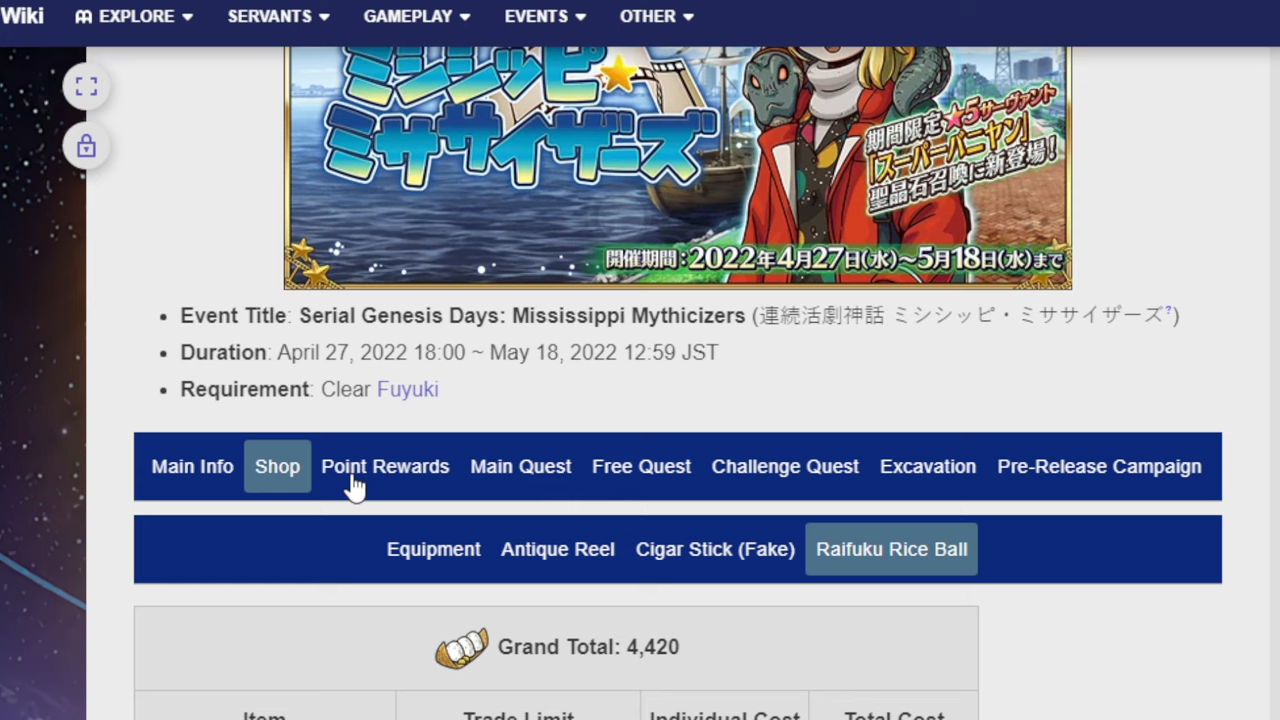 Wiki EXPLORE SERVANTS GAMEPLAY EVENTS OTHER
ミシシッピ・
ミササイザーズ
期間限定★5サーヴァント
「スーパーバニヤン」
聖晶石召喚に新登場!
開催期間:2022年4月27日(水)～5月18日(水)まで
• Event Title: Serial Genesis Days: Mississippi Mythicizers (連続活劇神話 ミシシッピ・ミササイザーズ?)
• Duration: April 27, 2022 18:00 ~ May 18, 2022 12:59 JST
• Requirement: Clear Fuyuki
Main Info Shop Point Rewards Main Quest Free Quest Challenge Quest Excavation Pre-Release Campaign
Equipment Antique Reel Cigar Stick (Fake) Raifuku Rice Ball
Grand Total: 4,420
Item Trade Limit Individual Cost Total Cost